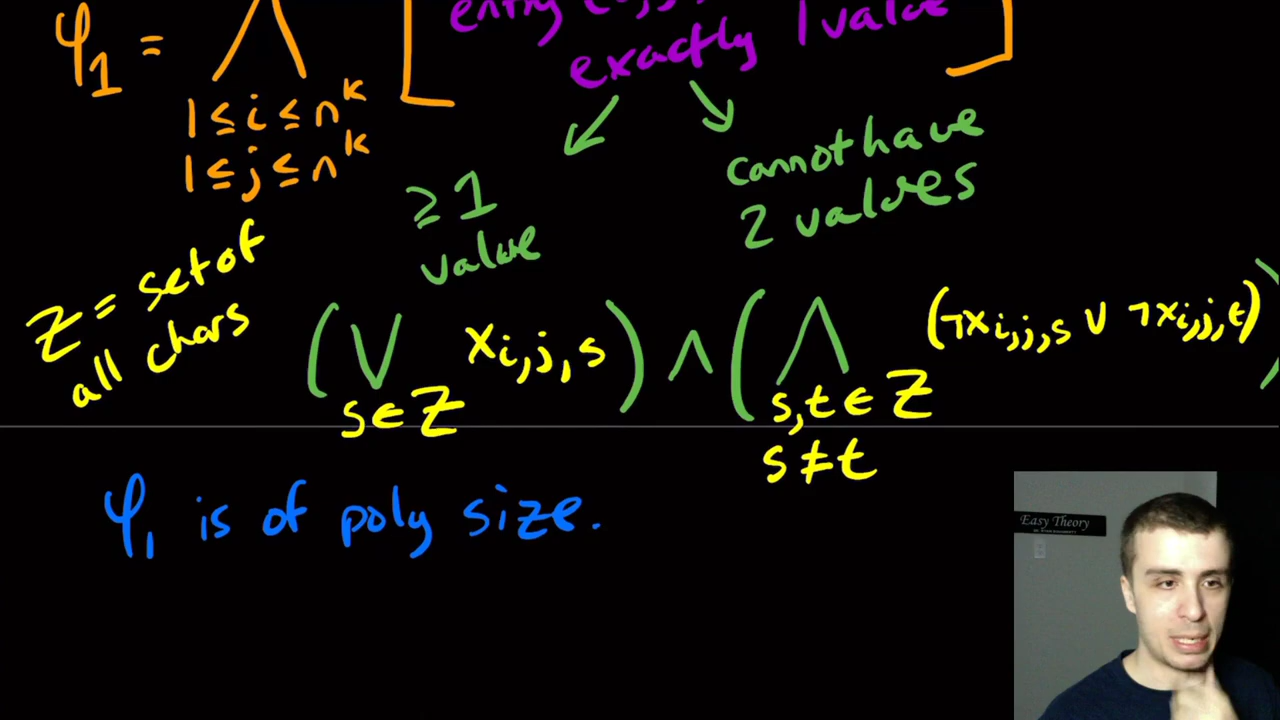 φ₁ = ⋀ [ entry
exactly 1 value ]
1 ≤ i ≤ n^k
1 ≤ j ≤ n^k
≥ 1
value
cannot have
2 values
Z = set of
all chars
( ⋁ x_{i,j,s} ) ∧ ( ⋀ (¬x_{i,j,s} ∨ ¬x_{i,j,t}) )
s ∈ Z
s,t ∈ Z
s ≠ t
φ₁ is of poly size.
Easy Theory